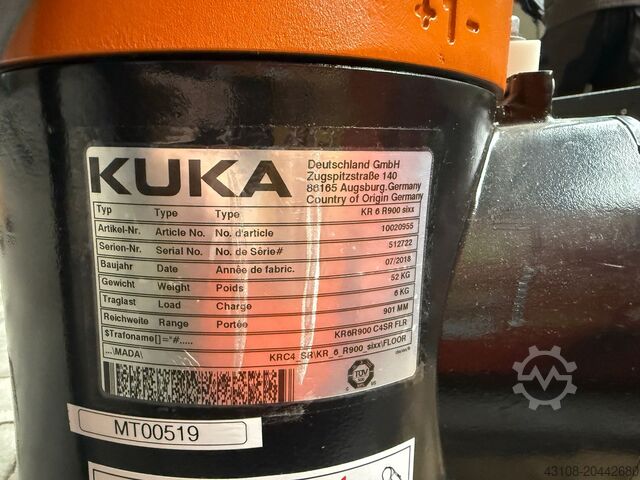 +1-
KUKA
Deutschland GmbH
Zugspitzstraße 140
86165 Augsburg.Germany
Country of Origin Germany
Typ Type Type KR 6 R900 sixx
Artikel-Nr. Article No. No. d'article 10020955
Serion-Nr. Serial No. No. de Série# 512722
Baujahr Date Année de fabric. 07/2018
Gewicht Weight Poids 52 KG
Traglast Load Charge 6 KG
Reichweite Range Portée 901 MM
$Trafoname[]="#..... KR6R900 C4SR FLR
...\MADA\ KRC4_SR\KR_6_R900_sixx\FLOOR
TÜV
MT00519
43108-20442680